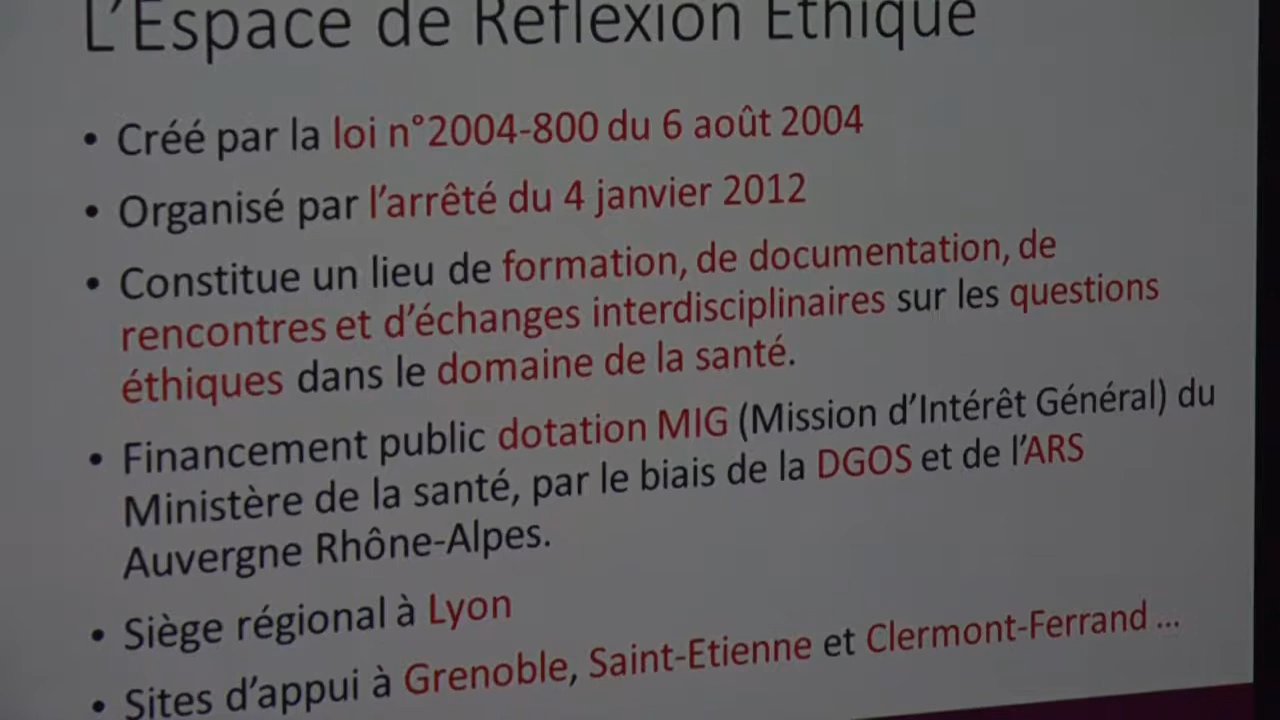 L'Espace de Réflexion Ethique
• Créé par la loi n°2004-800 du 6 août 2004
• Organisé par l'arrêté du 4 janvier 2012
• Constitue un lieu de formation, de documentation, de
rencontres et d'échanges interdisciplinaires sur les questions
éthiques dans le domaine de la santé.
• Financement public dotation MIG (Mission d'Intérêt Général) du
Ministère de la santé, par le biais de la DGOS et de l'ARS
Auvergne Rhône-Alpes.
• Siège régional à Lyon
• Sites d'appui à Grenoble, Saint-Etienne et Clermont-Ferrand ...